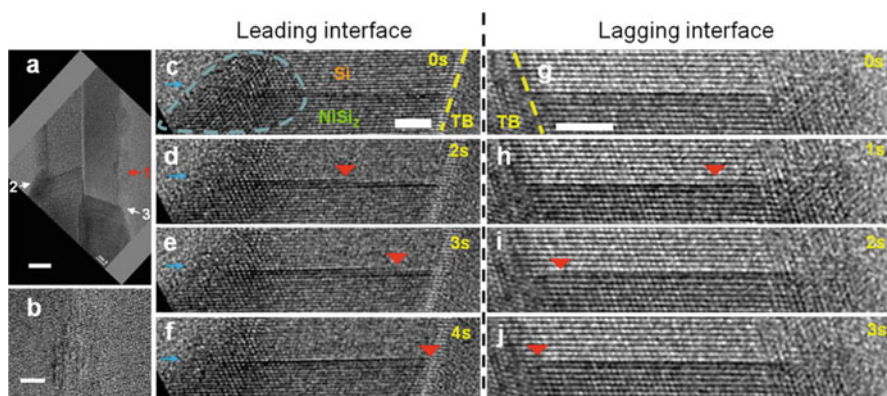 Leading interface
Lagging interface
a
1
2
3
b
c
Si
0s
NiSi2
TB
d
2s
e
3s
f
4s
g
0s
TB
h
1s
i
2s
j
3s